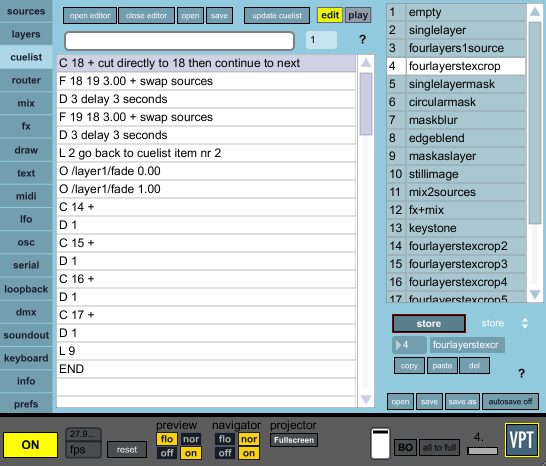 sources
layers
cuelist
router
mix
fx
draw
text
midi
lfo
osc
serial
loopback
dmx
soundout
keyboard
info
prefs
open editor
close editor
open
save
update cuelist
edit
play
1
?
C 18 + cut directly to 18 then continue to next
F 18 19 3.00 + swap sources
D 3 delay 3 seconds
F 19 18 3.00 + swap sources
D 3 delay 3 seconds
L 2 go back to cuelist item nr 2
O /layer1/fade 0.00
O /layer1/fade 1.00
C 14 +
D 1
C 15 +
D 1
C 16 +
D 1
C 17 +
D 1
L 9
END
1 empty
2 singlelayer
3 fourlayers1source
4 fourlayerstexcrop
5 singlelayermask
6 circularmask
7 maskblur
8 edgeblend
9 maskaslayer
10 stillimage
11 mix2sources
12 fx+mix
13 keystone
14 fourlayerstexcrop2
15 fourlayerstexcrop3
16 fourlayerstexcrop4
17 fourlayerstexcrop5
store
store
4
fourlayerstexcr
copy
paste
del
?
open
save
save as
autosave off
ON
27.9...
fps
reset
preview
flo
nor
off
on
navigator
flo
nor
off
on
projector
Fullscreen
BO
all to full
4.
VPT